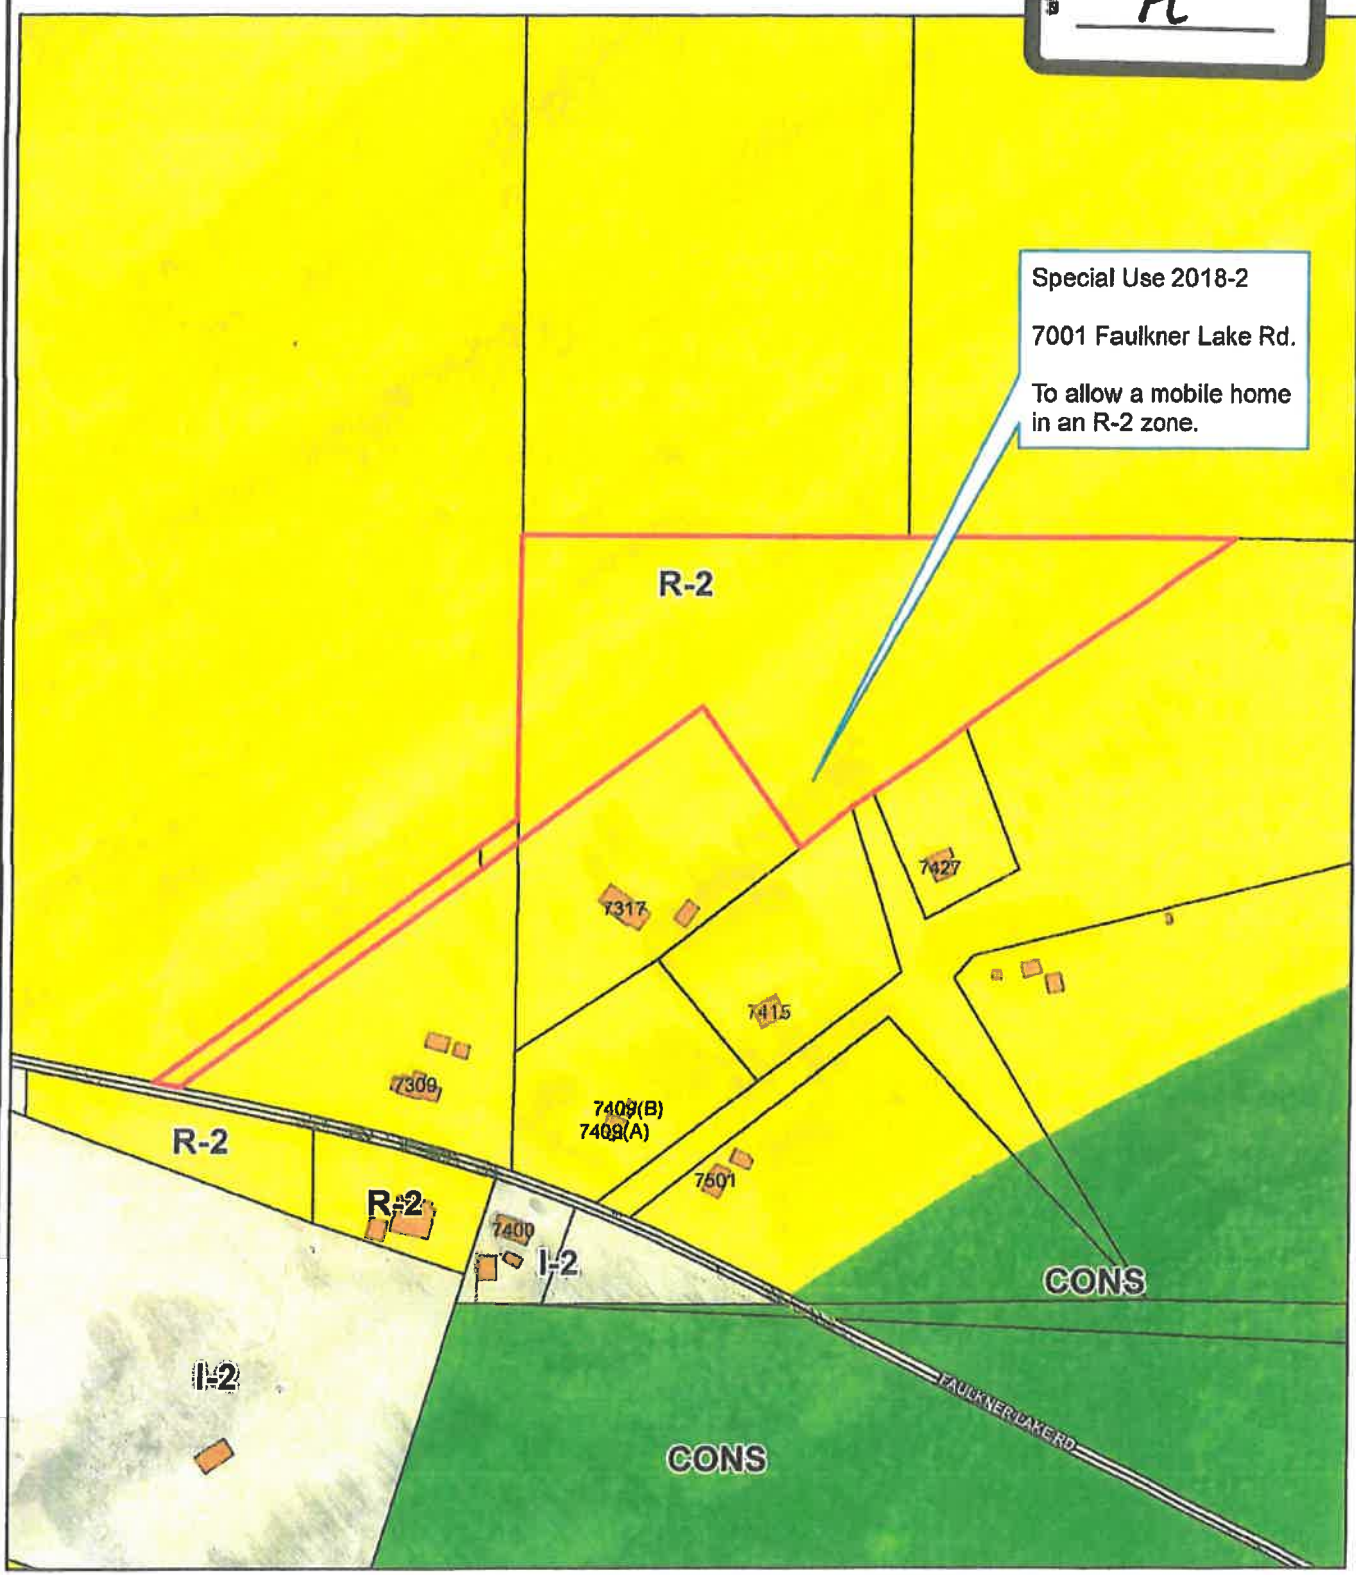 Special Use 2018-2
7001 Faulkner Lake Rd.
To allow a mobile home
in an R-2 zone.
R-2
7427
7317
7415
7309
7409(B)
7409(A)
R-2
7501
R-2
7400
I-2
CONS
I-2
FAULKNER LAKE RD
CONS